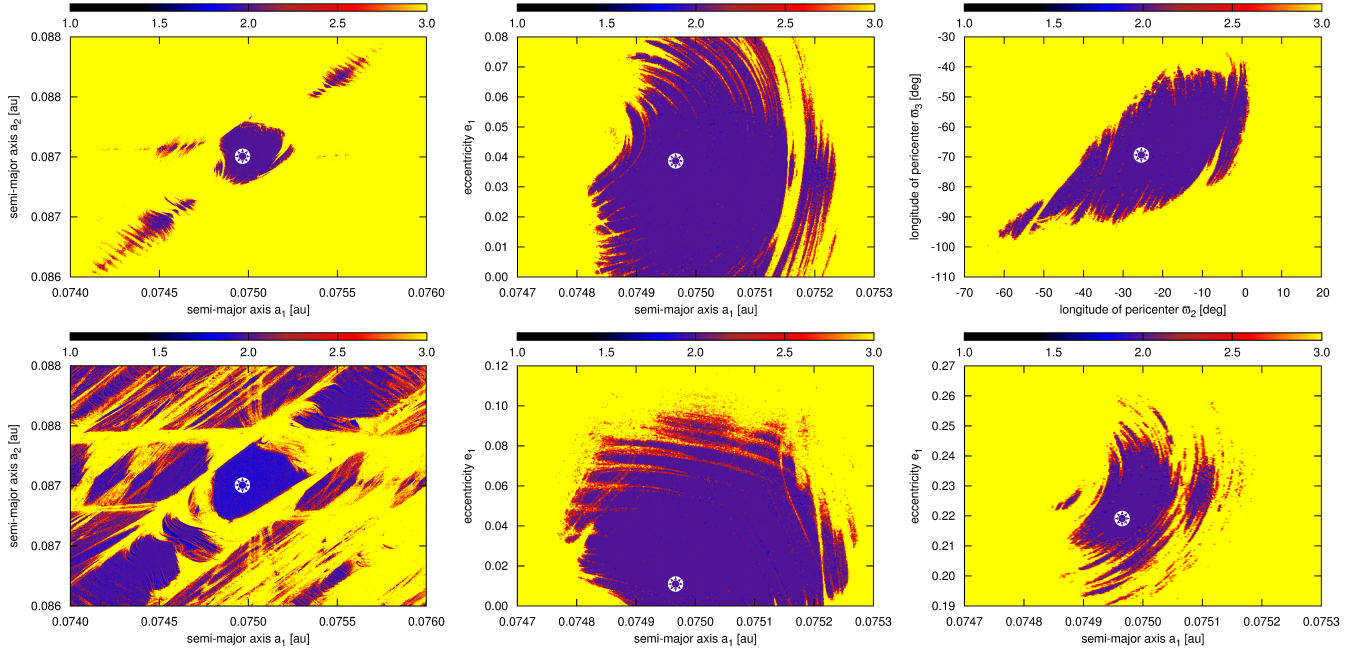 1.0 1.5 2.0 2.5 3.0
0.088
0.088
0.087
0.087
0.086
semi-major axis a2 [au]
0.0740 0.0745 0.0750 0.0755 0.0760
semi-major axis a1 [au]
1.0 1.5 2.0 2.5 3.0
0.08
0.07
0.06
0.05
0.04
0.03
0.02
0.01
0.00
eccentricity e1
0.0747 0.0748 0.0749 0.0750 0.0751 0.0752 0.0753
semi-major axis a1 [au]
1.0 1.5 2.0 2.5 3.0
-30
-40
-50
-60
-70
-80
-90
-100
-110
longitude of pericenter ϖ3 [deg]
-70 -60 -50 -40 -30 -20 -10 0 10 20
longitude of pericenter ϖ2 [deg]
1.0 1.5 2.0 2.5 3.0
0.088
0.088
0.087
0.087
0.086
semi-major axis a2 [au]
0.0740 0.0745 0.0750 0.0755 0.0760
semi-major axis a1 [au]
1.0 1.5 2.0 2.5 3.0
0.12
0.10
0.08
0.06
0.04
0.02
0.00
eccentricity e1
0.0747 0.0748 0.0749 0.0750 0.0751 0.0752 0.0753
semi-major axis a1 [au]
1.0 1.5 2.0 2.5 3.0
0.27
0.26
0.25
0.24
0.23
0.22
0.21
0.20
0.19
eccentricity e1
0.0747 0.0748 0.0749 0.0750 0.0751 0.0752 0.0753
semi-major axis a1 [au]